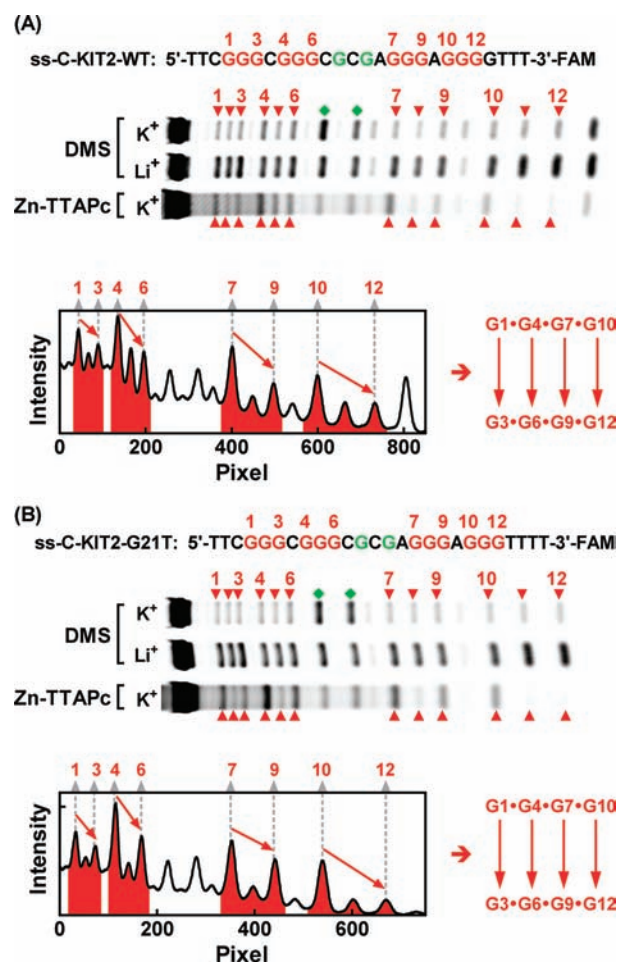 (A)
1 3 4 6 7 9 10 12
ss-C-KIT2-WT: 5'-TTCGGGCGGGCGCGAGGGAGGGGTTT-3'-FAM
1 3 4 6 7 9 10 12
DMS K+
Li+
Zn-TTAPc K+
1 3 4 6 7 9 10 12
Intensity
0 200 400 600 800
Pixel
G1•G4•G7•G10
G3•G6•G9•G12
(B)
1 3 4 6 7 9 10 12
ss-C-KIT2-G21T: 5'-TTCGGGCGGGCGCGAGGGAGGGTTTT-3'-FAM
1 3 4 6 7 9 10 12
DMS K+
Li+
Zn-TTAPc K+
1 3 4 6 7 9 10 12
Intensity
0 200 400 600
Pixel
G1•G4•G7•G10
G3•G6•G9•G12